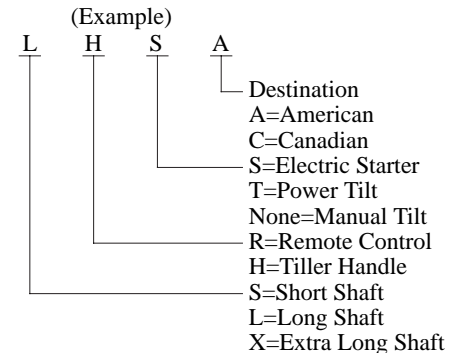 (Example)
L H S A
Destination
A=American
C=Canadian
S=Electric Starter
T=Power Tilt
None=Manual Tilt
R=Remote Control
H=Tiller Handle
S=Short Shaft
L=Long Shaft
X=Extra Long Shaft